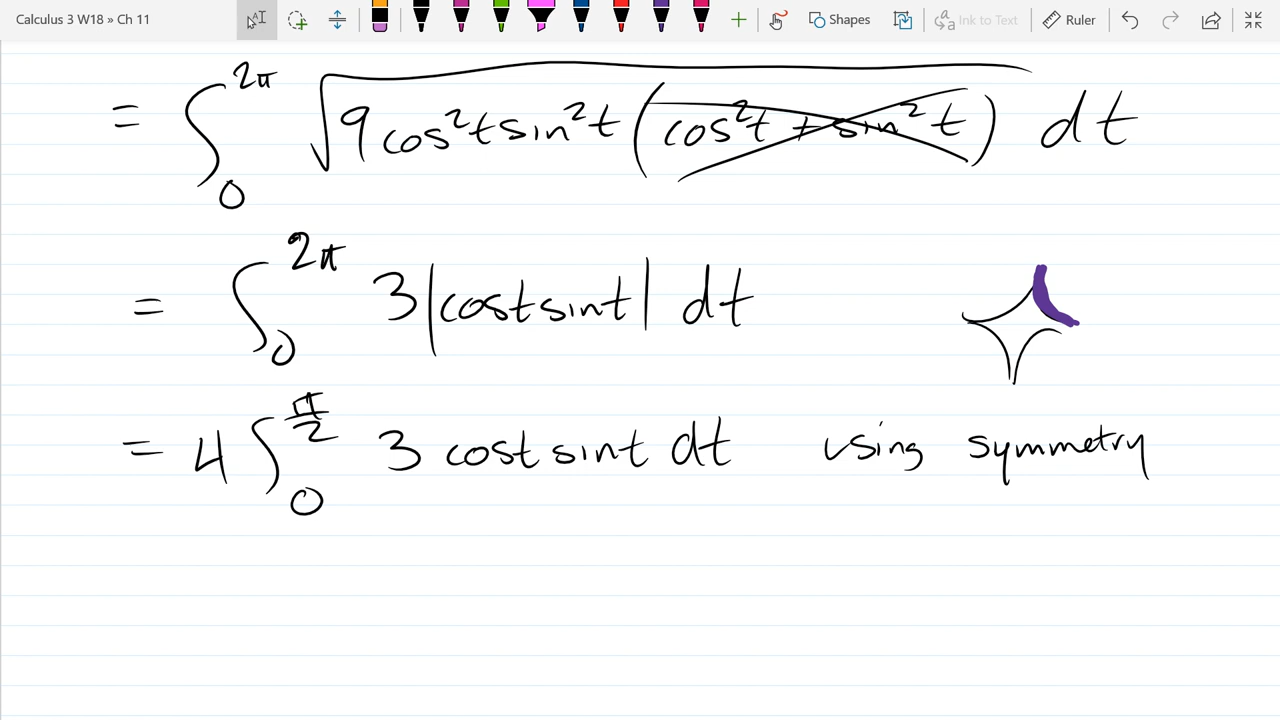 Calculus 3 W18 » Ch 11 Shapes Ink to Text Ruler
= ∫₀^{2π} √(9cos²t sin²t (cos²t + sin²t)) dt
= ∫₀^{2π} 3|cost sint| dt
= 4 ∫₀^{π/2} 3 cost sint dt using symmetry